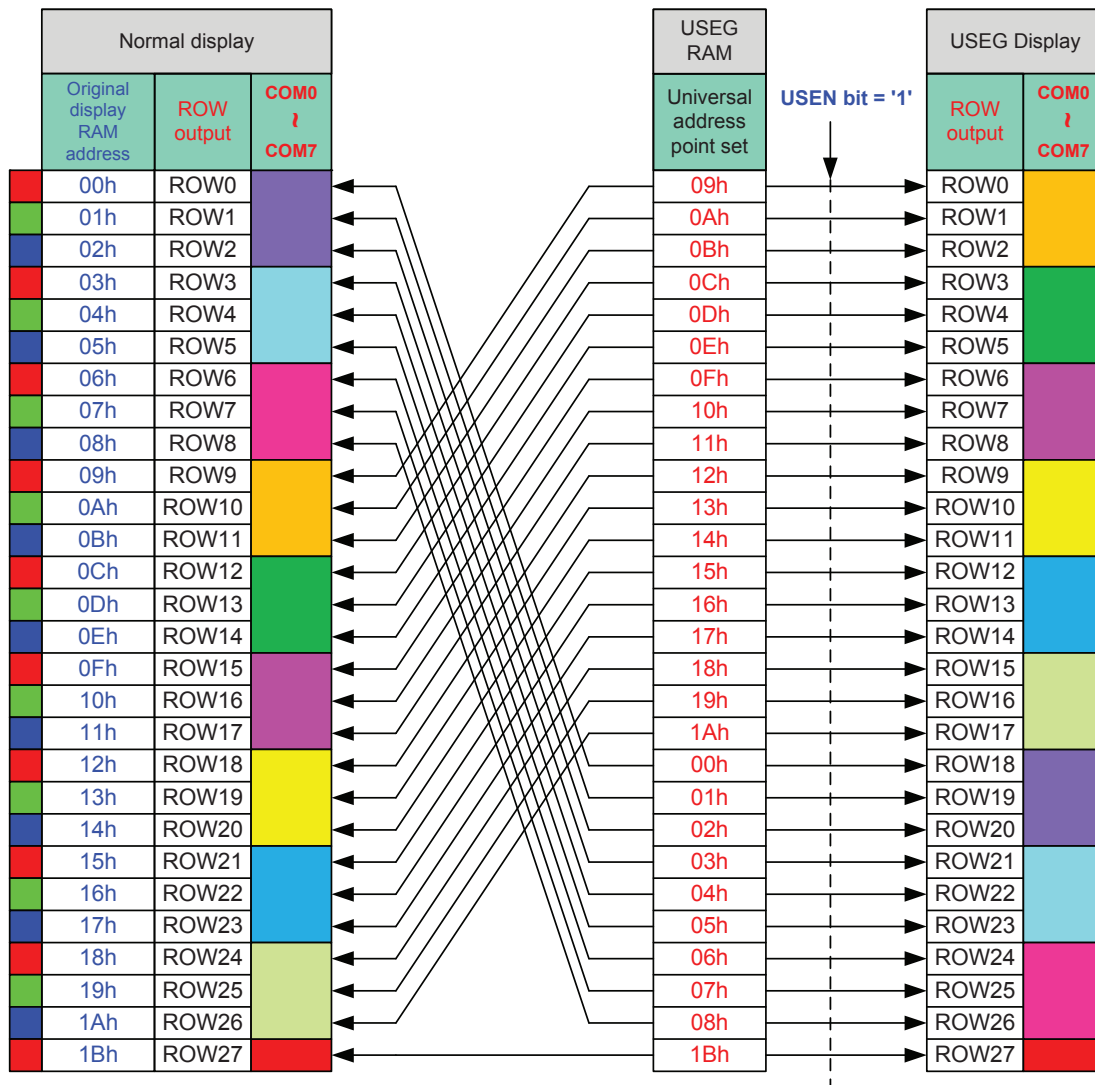 Normal display
USEG RAM
USEG Display
Original display RAM address
ROW output
COM0 ~ COM7
Universal address point set
USEN bit = '1'
ROW output
COM0 ~ COM7
00h ROW0 09h ROW0
01h ROW1 0Ah ROW1
02h ROW2 0Bh ROW2
03h ROW3 0Ch ROW3
04h ROW4 0Dh ROW4
05h ROW5 0Eh ROW5
06h ROW6 0Fh ROW6
07h ROW7 10h ROW7
08h ROW8 11h ROW8
09h ROW9 12h ROW9
0Ah ROW10 13h ROW10
0Bh ROW11 14h ROW11
0Ch ROW12 15h ROW12
0Dh ROW13 16h ROW13
0Eh ROW14 17h ROW14
0Fh ROW15 18h ROW15
10h ROW16 19h ROW16
11h ROW17 1Ah ROW17
12h ROW18 00h ROW18
13h ROW19 01h ROW19
14h ROW20 02h ROW20
15h ROW21 03h ROW21
16h ROW22 04h ROW22
17h ROW23 05h ROW23
18h ROW24 06h ROW24
19h ROW25 07h ROW25
1Ah ROW26 08h ROW26
1Bh ROW27 1Bh ROW27